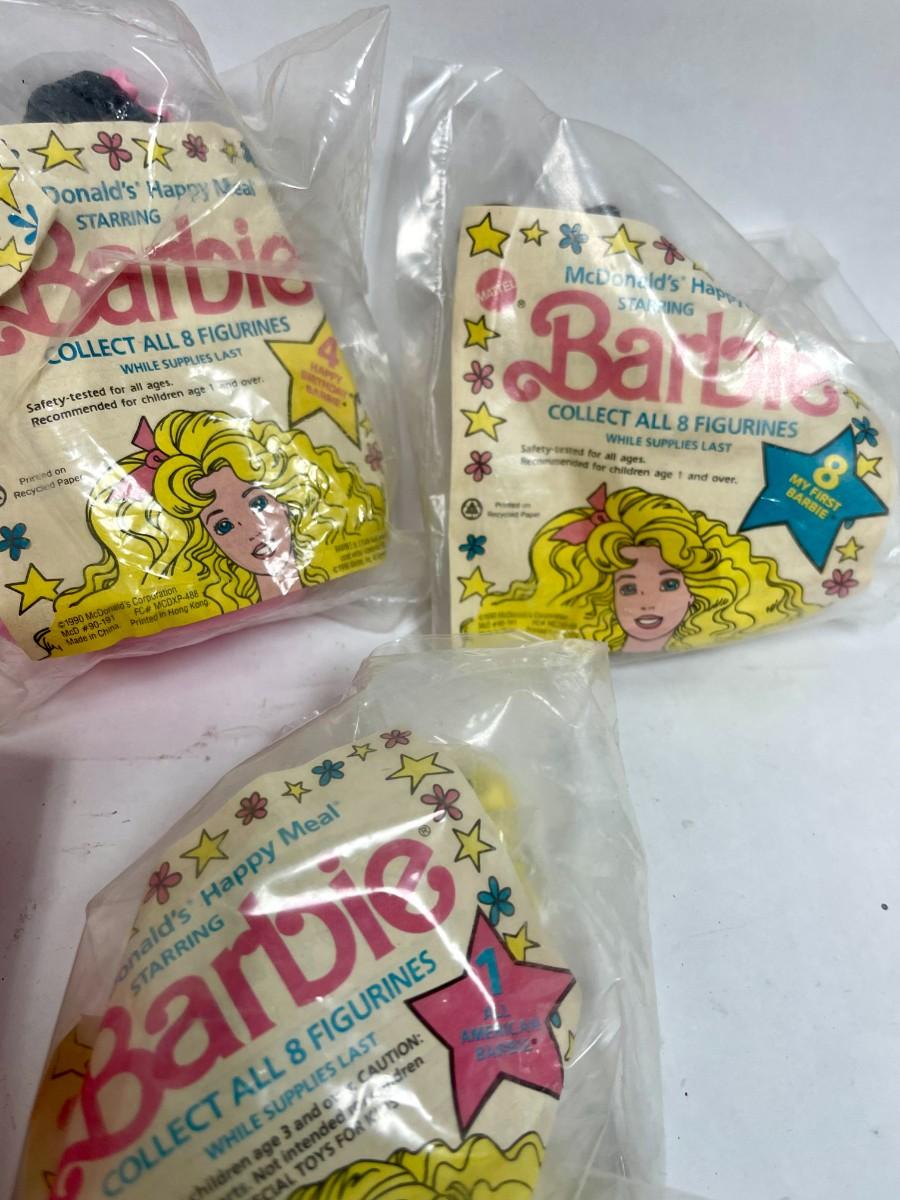 Donald's® Happy Meal
STARRING
Barbie
COLLECT ALL 8 FIGURINES
WHILE SUPPLIES LAST
Safety-tested for all ages.
Recommended for children age 1 and over.
4
HAPPY
BIRTHDAY
BARBIE
Printed on
Recycled Paper
©1990 McDonald's Corporation
McD #90-191 FC# MCDXP-488
Made in China Printed in Hong Kong
MATTEL
McDonald's® Happy
STARRING
Barbie
COLLECT ALL 8 FIGURINES
WHILE SUPPLIES LAST
Safety-tested for all ages.
Recommended for children age 1 and over.
8
MY FIRST
BARBIE
Printed on
Recycled Paper
onald's® Happy Meal®
STARRING
Barbie®
COLLECT ALL 8 FIGURINES
WHILE SUPPLIES LAST
1
ALL
AMERICAN
BARBIE
children age 3 and CAUTION:
Not intended children
TOYS FOR